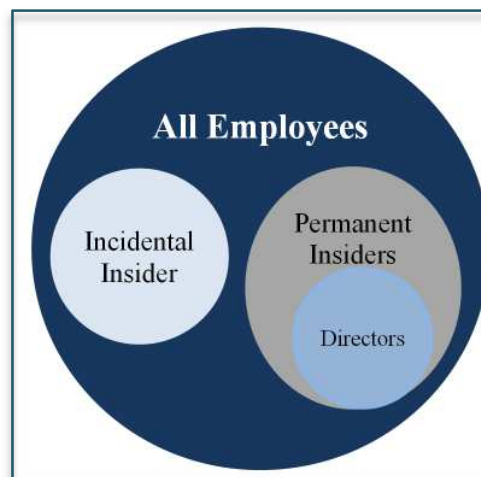 All Employees
Incidental
Insider
Permanent
Insiders
Directors